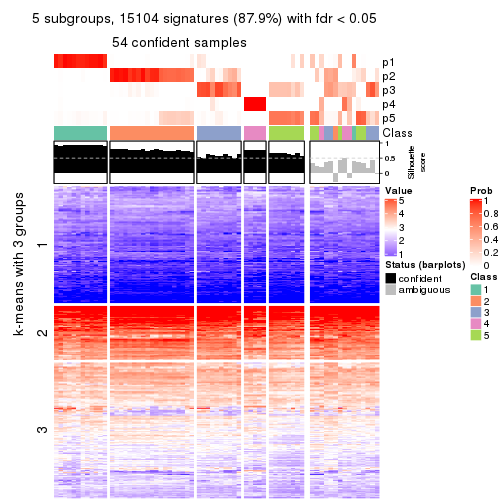 5 subgroups, 15104 signatures (87.9%) with fdr < 0.05
54 confident samples
p1
p2
p3
p4
p5
Class
1
0.5
0
Silhouette
score
k-means with 3 groups
1
2
3
Value
5
4
3
2
1
Status (barplots)
confident
ambiguous
Prob
1
0.8
0.6
0.4
0.2
0
Class
1
2
3
4
5